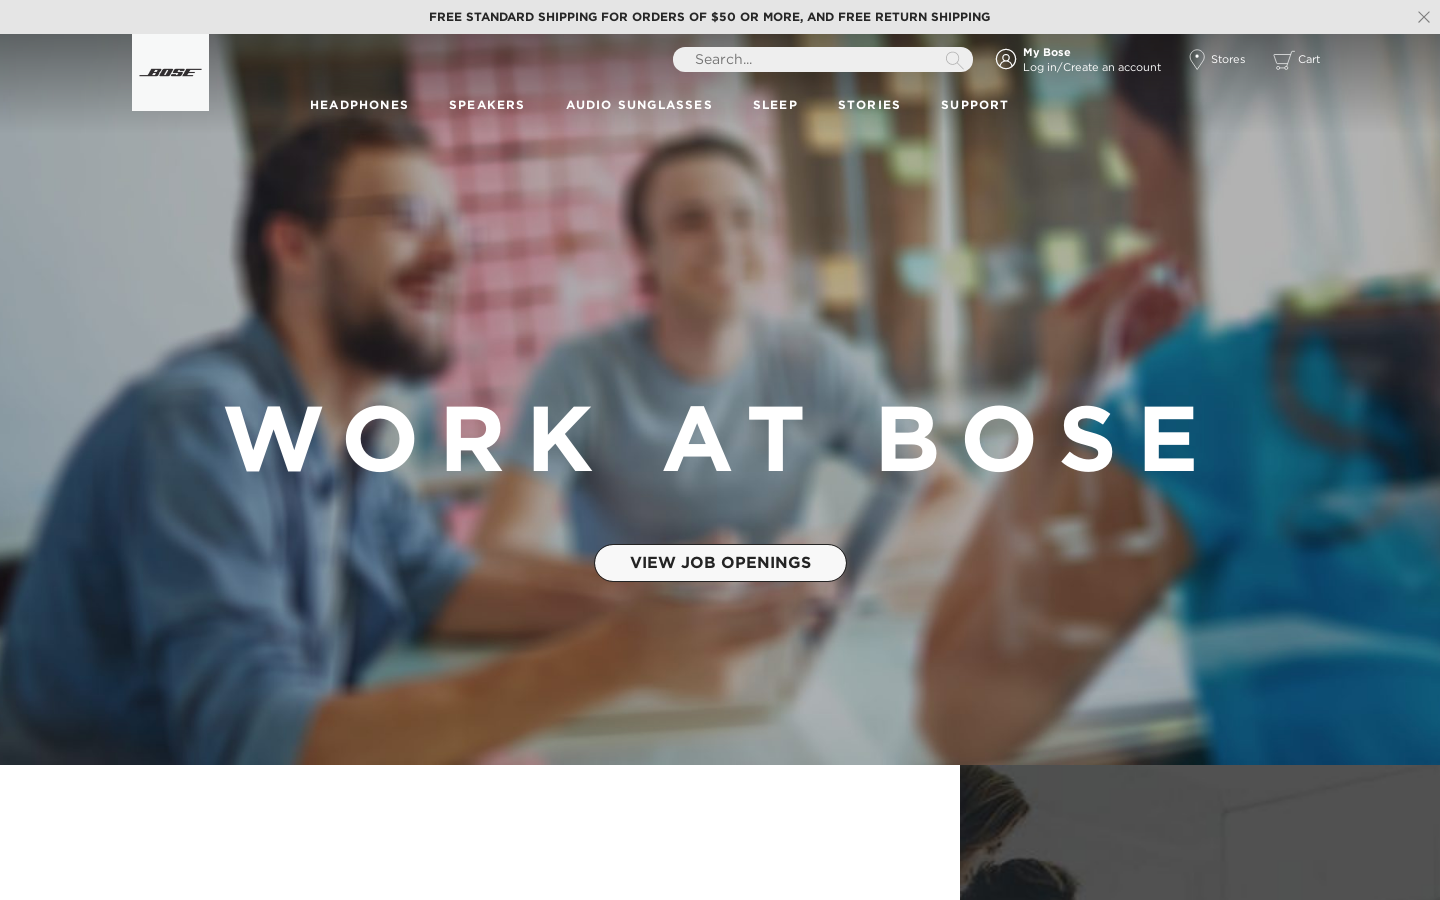 FREE STANDARD SHIPPING FOR ORDERS OF $50 OR MORE, AND FREE RETURN SHIPPING
BOSE
Search...
My Bose
Log in/Create an account
Stores
Cart
HEADPHONES SPEAKERS AUDIO SUNGLASSES SLEEP STORIES SUPPORT
WORK AT BOSE
VIEW JOB OPENINGS